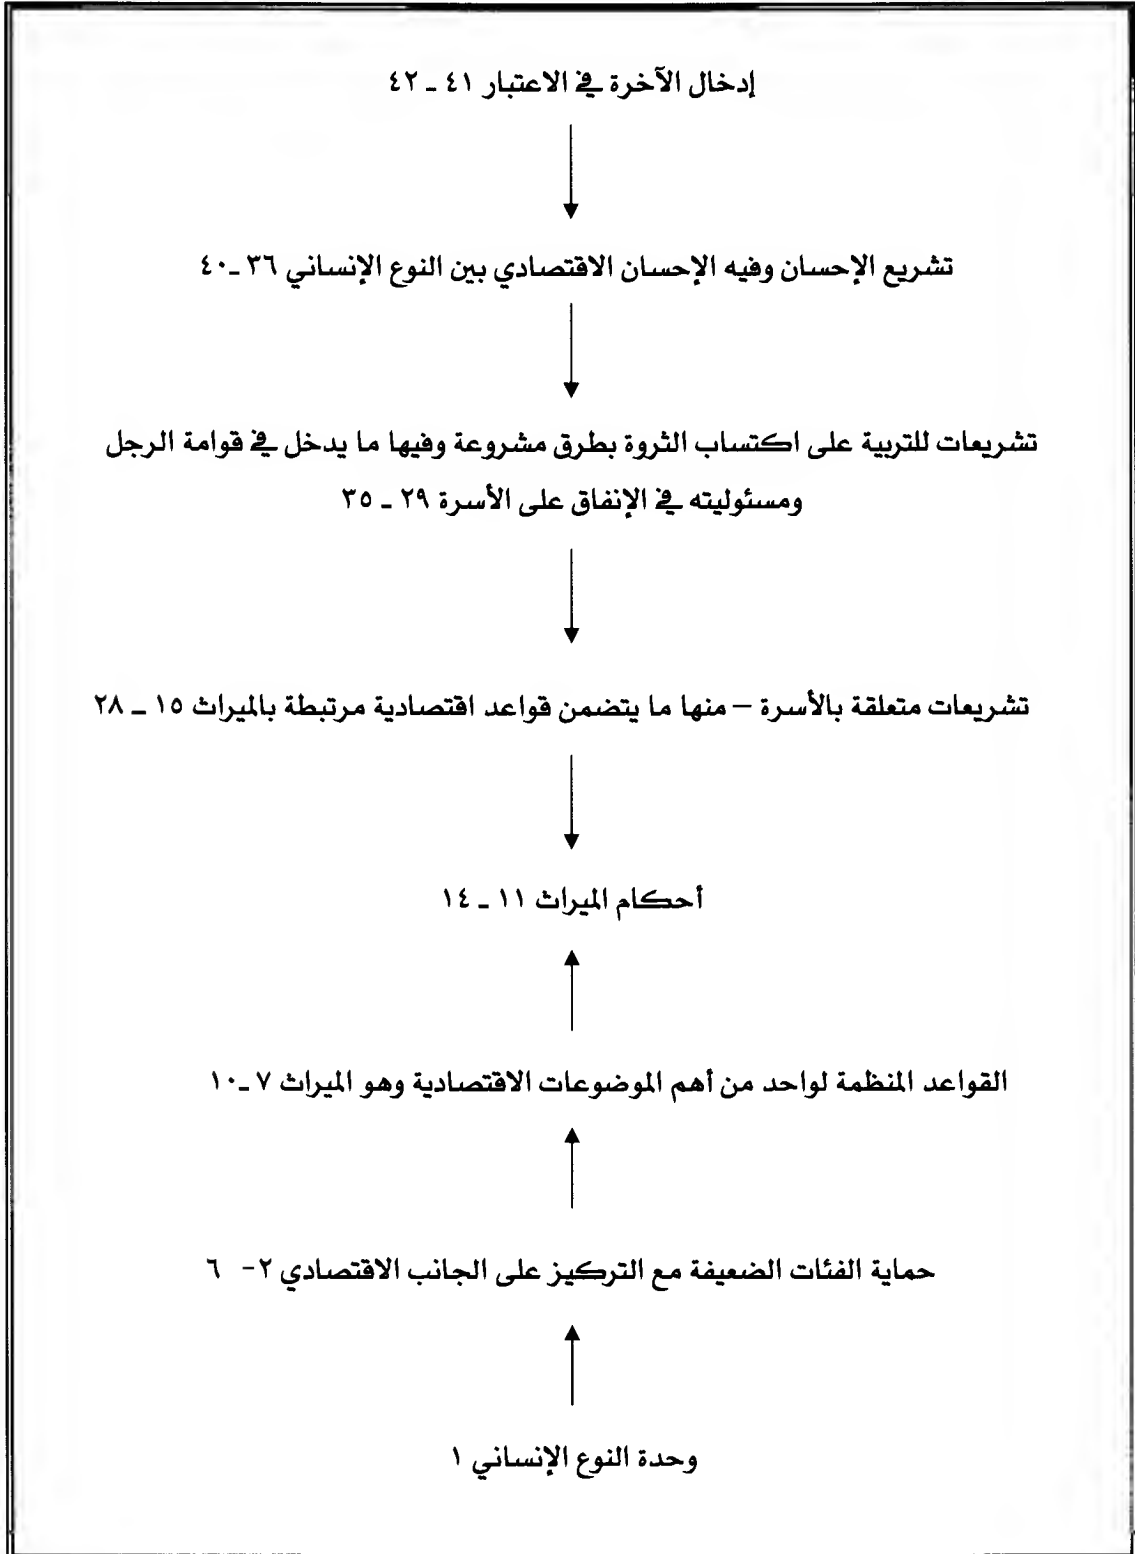 إدخال الآخرة في الاعتبار ٤١ ـ ٤٢
تشريع الإحسان وفيه الإحسان الاقتصادي بين النوع الإنساني ٣٦ ـ٤٠
تشريعات للتربية على اكتساب الثروة بطرق مشروعة وفيها ما يدخل في قوامة الرجل
ومسئوليته في الإنفاق على الأسرة ٢٩ ـ ٣٥
تشريعات متعلقة بالأسرة – منها ما يتضمن قواعد اقتصادية مرتبطة بالميراث ١٥ ـ ٢٨
أحكام الميراث ١١ ـ ١٤
القواعد المنظمة لواحد من أهم الموضوعات الاقتصادية وهو الميراث ٧ ـ١٠
حماية الفئات الضعيفة مع التركيز على الجانب الاقتصادي ٢- ٦
وحدة النوع الإنساني ١